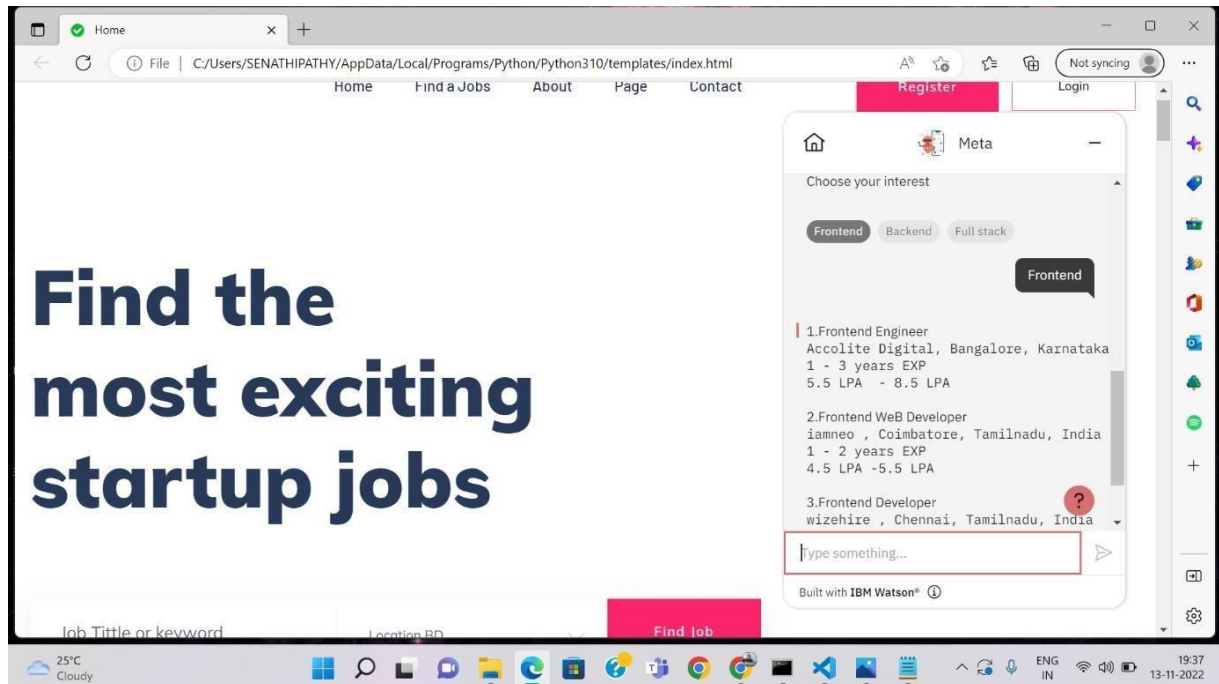 Home
File | C:/Users/SENATHIPATHY/AppData/Local/Programs/Python/Python310/templates/index.html
Not syncing
Home Find a Jobs About Page Contact Register Login
Find the
most exciting
startup jobs
Job Tittle or keyword Location BD Find Job
Meta
Choose your interest
Frontend Backend Full stack
Frontend
1.Frontend Engineer
Accolite Digital, Bangalore, Karnataka
1 - 3 years EXP
5.5 LPA - 8.5 LPA
2.Frontend WeB Developer
iamneo , Coimbatore, Tamilnadu, India
1 - 2 years EXP
4.5 LPA -5.5 LPA
3.Frontend Developer
wizehire , Chennai, Tamilnadu, India
?
Type something...
Built with IBM Watson®
25°C
Cloudy
ENG
IN
19:37
13-11-2022